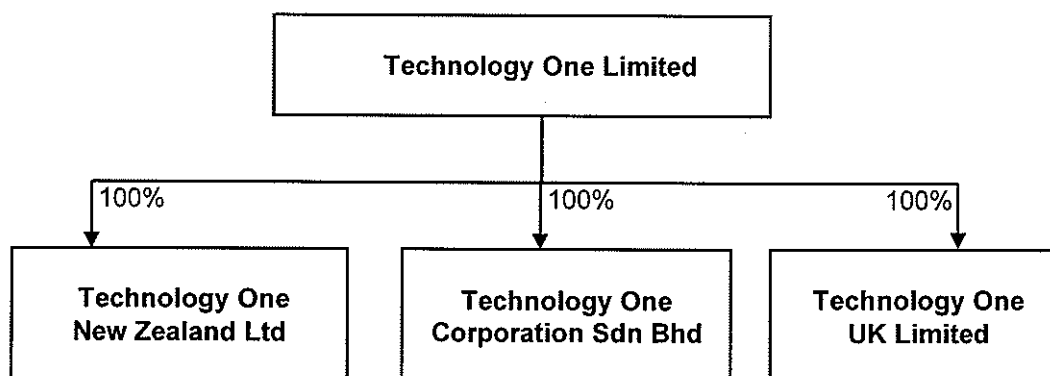 Technology One Limited
100%
100%
100%
Technology One
New Zealand Ltd
Technology One
Corporation Sdn Bhd
Technology One
UK Limited